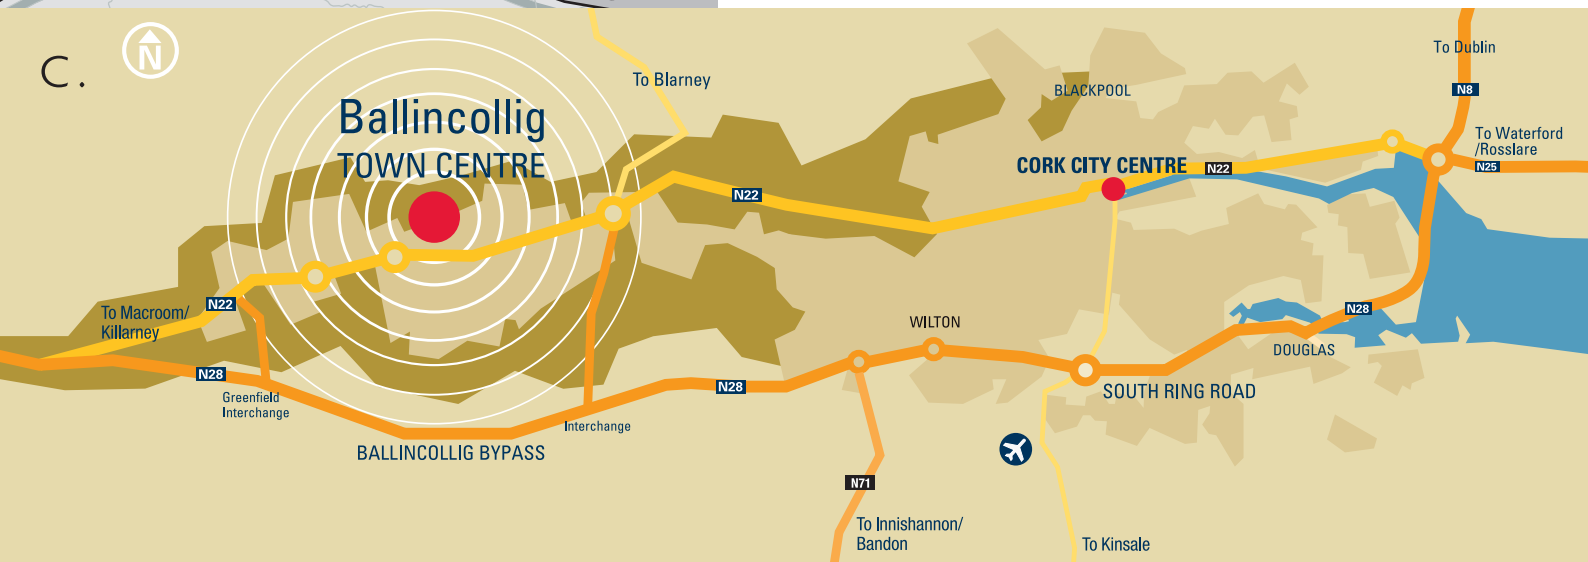 C.
N
To Dublin
To Blarney
N8
BLACKPOOL
Ballincollig
TOWN CENTRE
To Waterford
/Rosslare
N25
CORK CITY CENTRE
N22
N22
N22
To Macroom/
Killarney
N28
WILTON
DOUGLAS
N28
N28
SOUTH RING ROAD
Greenfield
Interchange
Interchange
BALLINCOLLIG BYPASS
N71
To Innishannon/
Bandon
To Kinsale